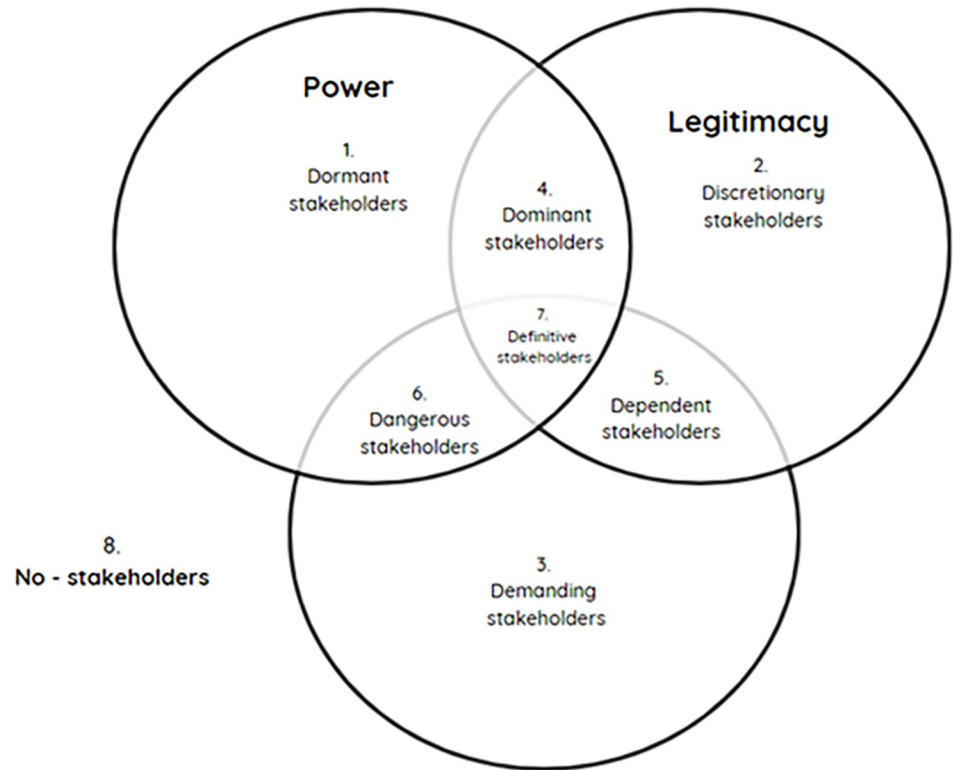 Power
1.
Dormant
stakeholders
Legitimacy
2.
Discretionary
stakeholders
4.
Dominant
stakeholders
7.
Definitive
stakeholders
6.
Dangerous
stakeholders
5.
Dependent
stakeholders
8.
No - stakeholders
3.
Demanding
stakeholders